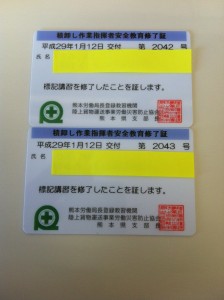 積卸し作業指揮者安全教育修了証
平成29年1月12日 交付 第 2042 号
氏名
標記講習を修了したことを証します。
熊本労働局長登録教習機関
陸上貨物運送事業労働災害防止協会
熊本県支部長
積卸し作業指揮者安全教育修了証
平成29年1月12日 交付 第 2043 号
氏名
標記講習を修了したことを証します。
熊本労働局長登録教習機関
陸上貨物運送事業労働災害防止協会
熊本県支部長